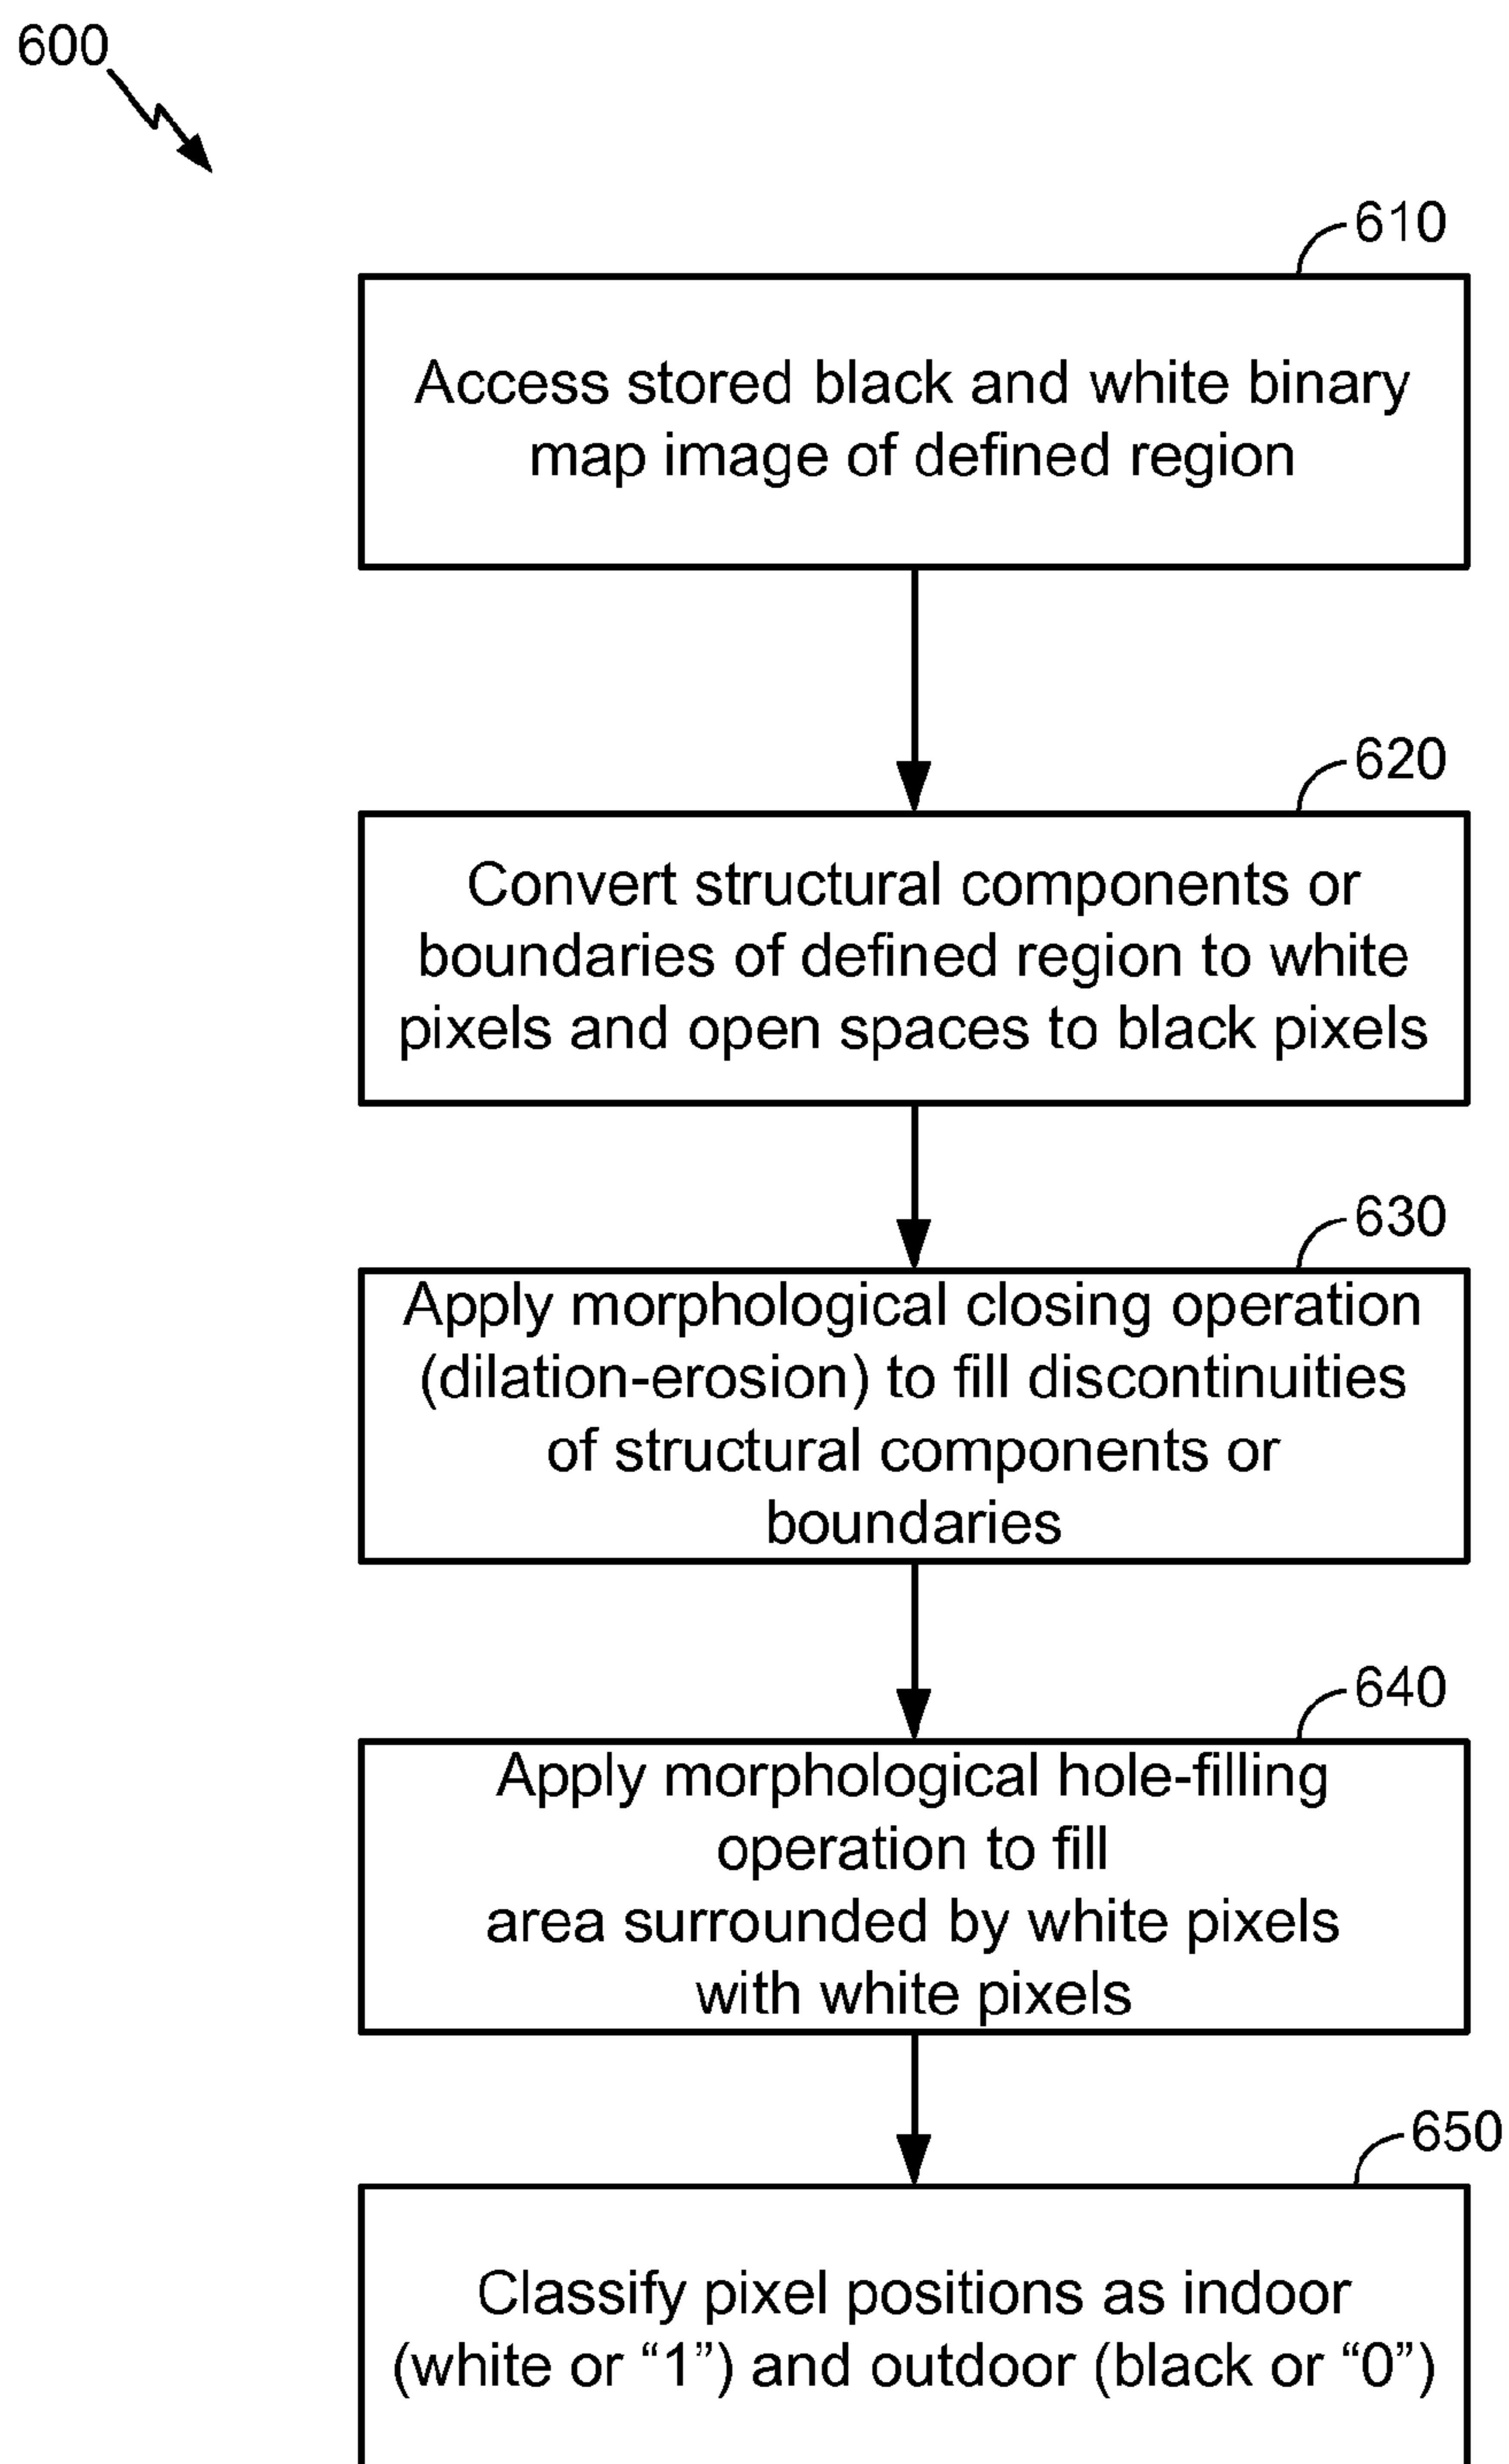 600
610
Access stored black and white binary
map image of defined region
620
Convert structural components or
boundaries of defined region to white
pixels and open spaces to black pixels
630
Apply morphological closing operation
(dilation-erosion) to fill discontinuities
of structural components or
boundaries
640
Apply morphological hole-filling
operation to fill
area surrounded by white pixels
with white pixels
650
Classify pixel positions as indoor
(white or “1”) and outdoor (black or “0”)